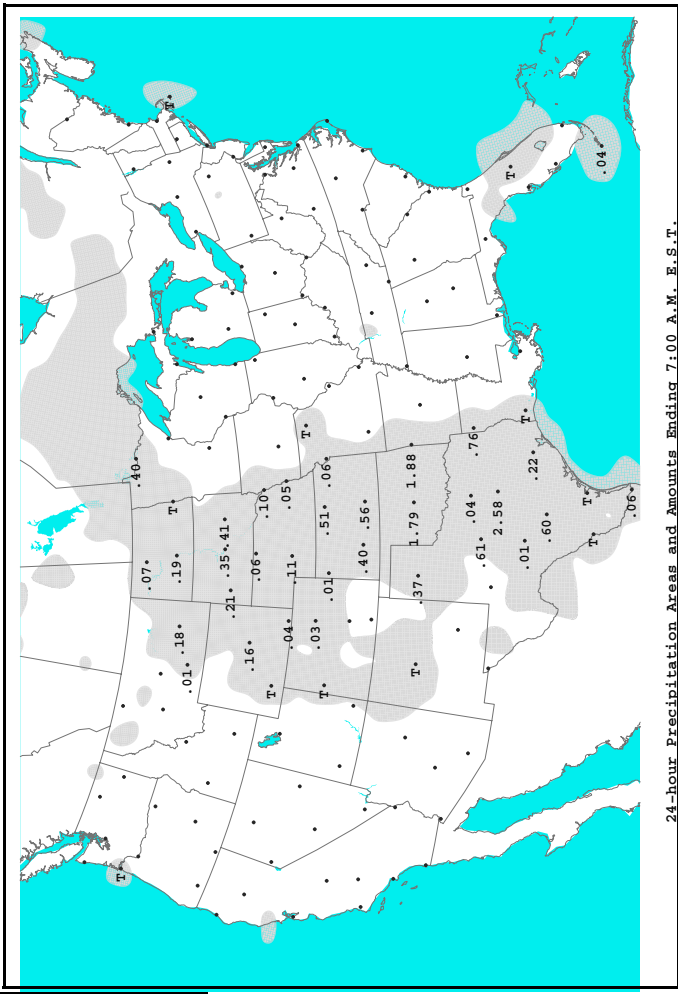 T
.40
.07
T
T
.19
.18
.01
.35
.41
.21
.16
.06
.10
T
.05
.04
.11
T
.03
T
.51
.06
.01
.40
.56
1.79
1.88
T
.37
.04
.76
.61
2.58
T
.01
T
.22
.60
T
T
.04
.06
24-hour Precipitation Areas and Amounts Ending 7:00 A.M. E.S.T.